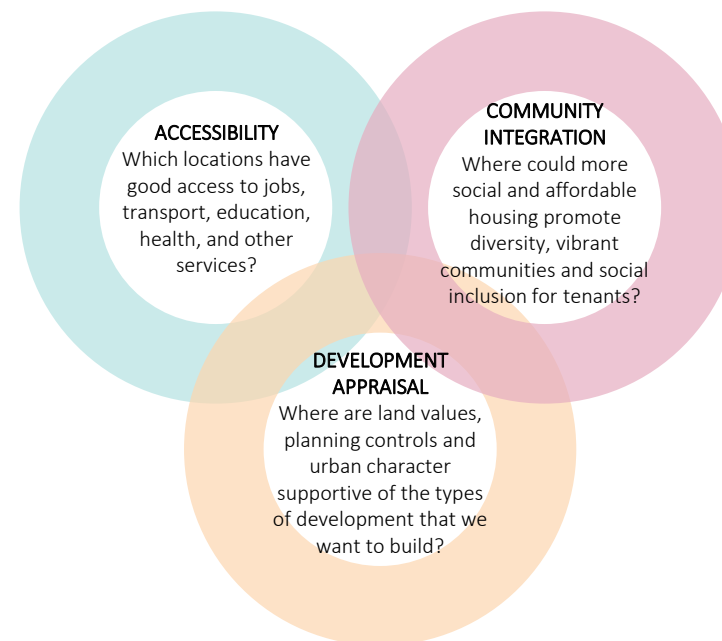 ACCESSIBILITY
Which locations have
good access to jobs,
transport, education,
health, and other
services?
COMMUNITY
INTEGRATION
Where could more
social and affordable
housing promote
diversity, vibrant
communities and social
inclusion for tenants?
DEVELOPMENT
APPRAISAL
Where are land values,
planning controls and
urban character
supportive of the types
of development that we
want to build?